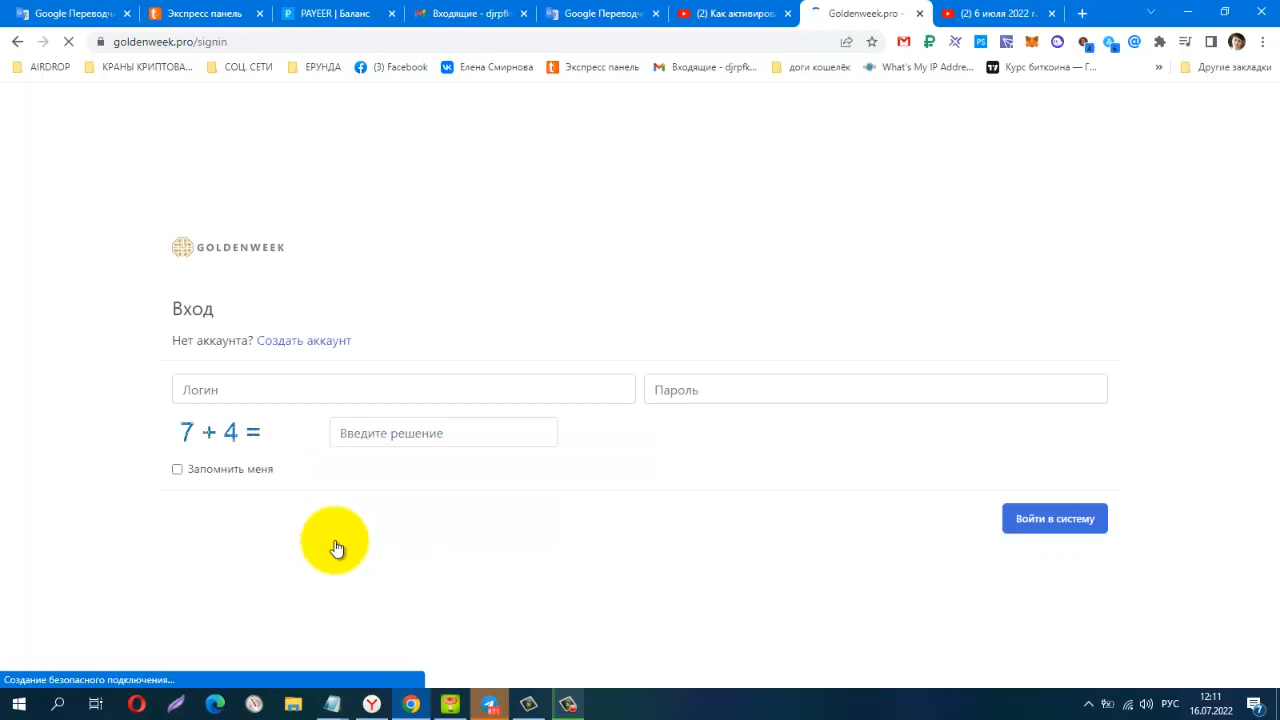 Google Переводч
Экспресс панель
PAYEER | Баланс
Входящие - djrpfk
Google Переводч
(2) Как активиров
Goldenweek.pro -
(2) 6 июля 2022 г.
goldenweek.pro/signin
AIRDROP
КРАНЫ КРИПТОВА...
СОЦ. СЕТИ
ЕРУНДА
(3) Facebook
Елена Смирнова
Экспресс панель
Входящие - djrpfk...
доги кошелёк
What's My IP Addre...
Курс биткоина — Г...
»
Другие закладки
GOLDENWEEK
Вход
Нет аккаунта? Создать аккаунт
Логин
Пароль
7 + 4 =
Введите решение
Запомнить меня
Войти в систему
Создание безопасного подключения...
РУС
12:11
16.07.2022